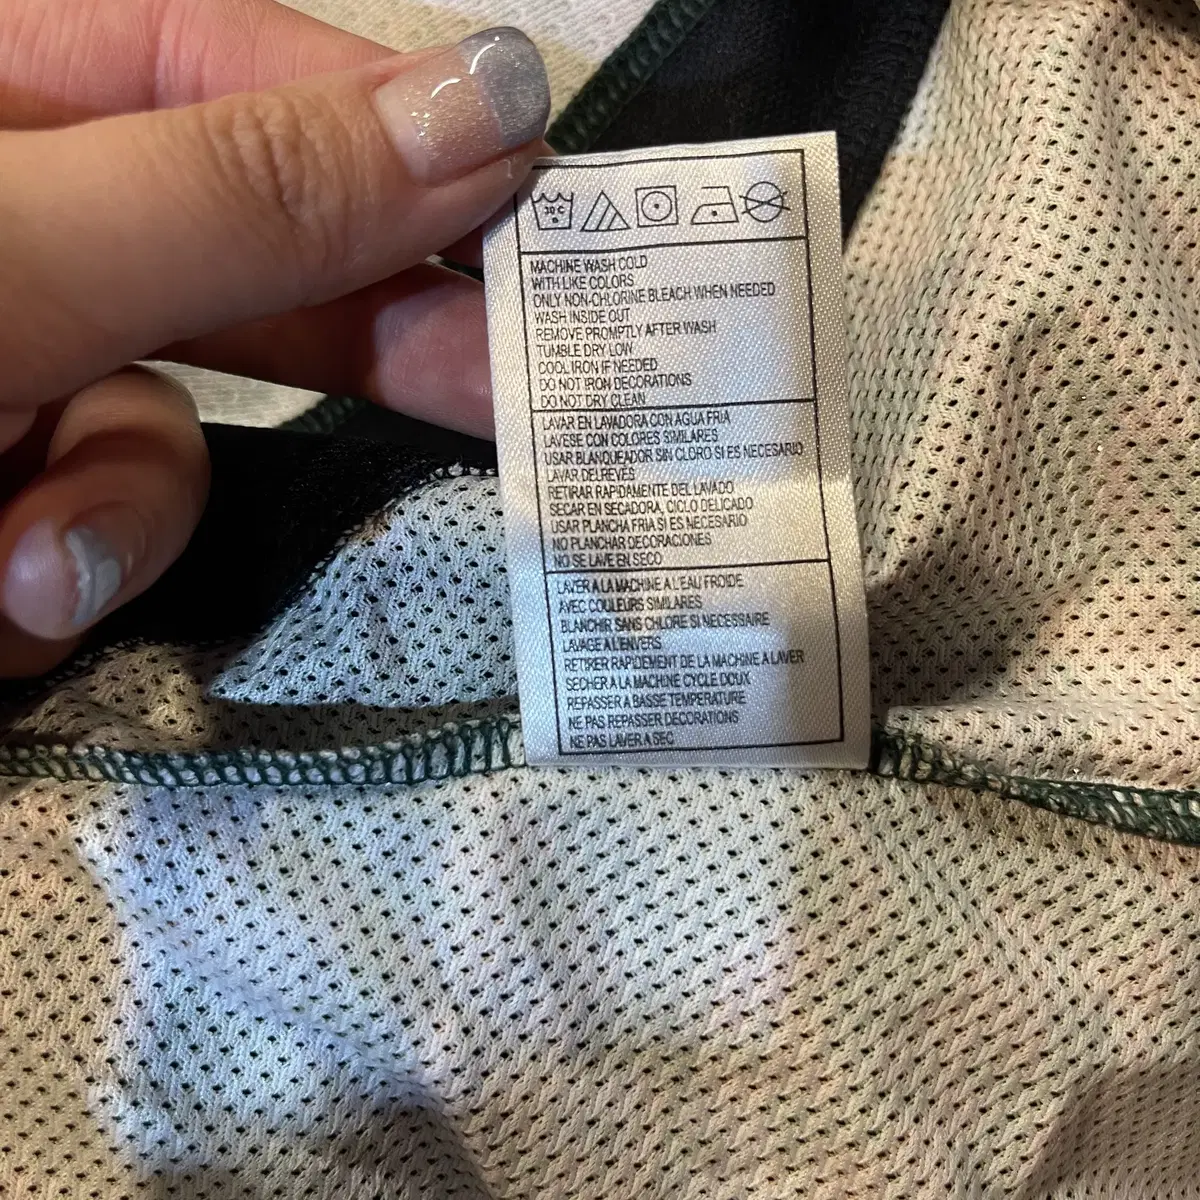 30 C
MACHINE WASH COLD
WITH LIKE COLORS
ONLY NON-CHLORINE BLEACH WHEN NEEDED
WASH INSIDE OUT
REMOVE PROMPTLY AFTER WASH
TUMBLE DRY LOW
COOL IRON IF NEEDED
DO NOT IRON DECORATIONS
DO NOT DRY CLEAN
LAVAR EN LAVADORA CON AGUA FRIA
LAVESE CON COLORES SIMILARES
USAR BLANQUEADOR SIN CLORO SI ES NECESARIO
LAVAR DEL REVES
RETIRAR RAPIDAMENTE DEL LAVADO
SECAR EN SECADORA, CICLO DELICADO
USAR PLANCHA FRIA SI ES NECESARIO
NO PLANCHAR DECORACIONES
NO SE LAVE EN SECO
LAVER A LA MACHINE A L'EAU FROIDE
AVEC COULEURS SIMILARES
BLANCHIR SANS CHLORE SI NECESSAIRE
LAVAGE A L'ENVERS
RETIRER RAPIDEMENT DE LA MACHINE A LAVER
SECHER A LA MACHINE CYCLE DOUX
REPASSER A BASSE TEMPERATURE
NE PAS REPASSER DECORATIONS
NE PAS LAVER A SEC